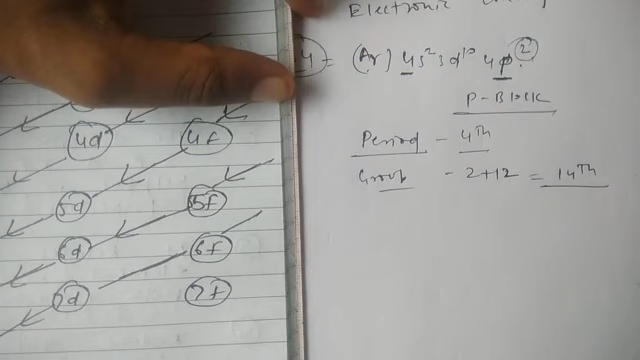 Electronic
4 = (Ar) 4s² 3d¹⁰ 4p²
P-Block
Period - 4th
Group - 2+12 = 14th
4d 4f
5d 5f
6d 6f
7d 7f